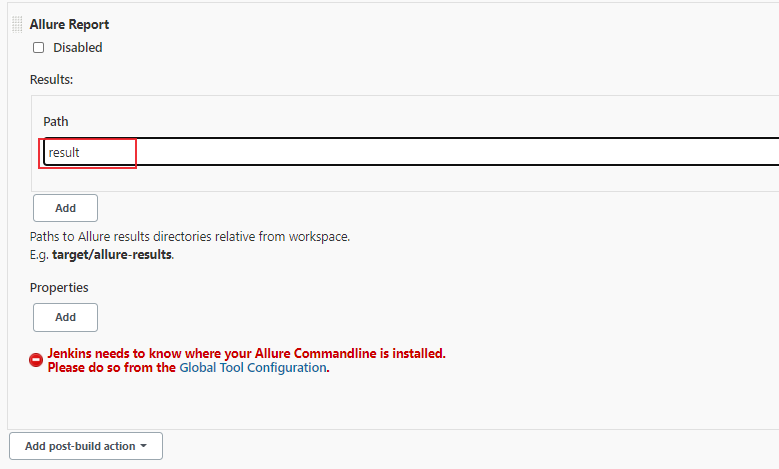 Allure Report
Disabled
Results:
Path
result
Add
Paths to Allure results directories relative from workspace.
E.g. target/allure-results.
Properties
Add
Jenkins needs to know where your Allure Commandline is installed.
Please do so from the Global Tool Configuration.
Add post-build action